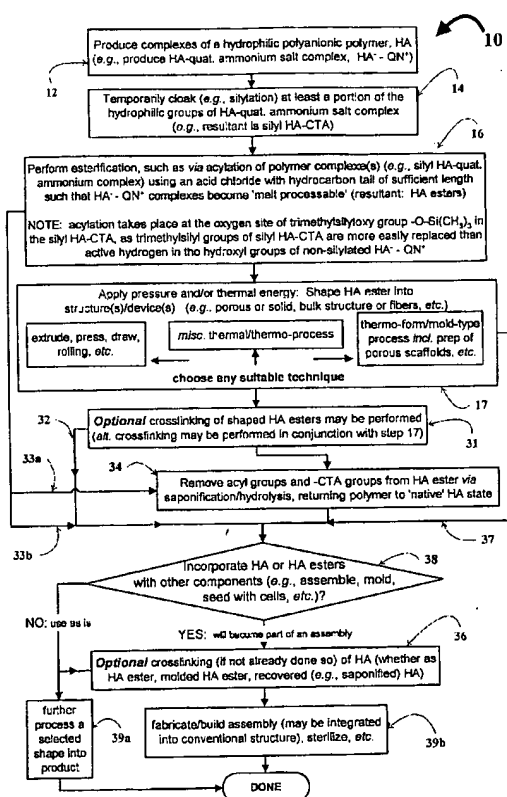 10
Produce complexes of a hydrophilic polyanionic polymer, HA
(e.g., produce HA-quat. ammonium salt complex, HA⁻ - QN⁺)
12
Temporarily cloak (e.g., silylation) at least a portion of the
hydrophilic groups of HA-quat. ammonium salt complex
(e.g., resultant is silyl HA-CTA)
14
16
Perform esterification, such as via acylation of polymer complexe(s) (e.g., silyl HA-quat.
ammonium complex) using an acid chloride with hydrocarbon tail of sufficient length
such that HA⁻ - QN⁺ complexes become 'melt processable' (resultant: HA esters)
NOTE: acylation takes place at the oxygen site of trimethylsilyloxy group -O-Si(CH₃)₃ in
the silyl HA-CTA, as trimethylsilyl groups of silyl HA-CTA are more easily replaced than
active hydrogen in the hydroxyl groups of non-silylated HA⁻ - QN⁺
Apply pressure and/or thermal energy: Shape HA ester into
structure(s)/device(s) (e.g., porous or solid, bulk structure or fibers, etc.)
extrude, press, draw,
rolling, etc.
misc. thermal/thermo-process
thermo-form/mold-type
process incl. prep of
porous scaffolds, etc.
choose any suitable technique
17
32
Optional crosslinking of shaped HA esters may be performed
(alt. crosslinking may be performed in conjunction with step 17)
31
33a
34
Remove acyl groups and -CTA groups from HA ester via
saponification/hydrolysis, returning polymer to 'native' HA state
33b
37
38
Incorporate HA or HA esters
with other components (e.g., assemble, mold,
seed with cells, etc.)?
NO: use as is
YES: will become part of an assembly
36
Optional crosslinking (if not already done so) of HA (whether as
HA ester, molded HA ester, recovered (e.g., saponified) HA)
further
process a
selected
shape into
product
39a
fabricate/build assembly (may be integrated
into conventional structure), sterilize, etc.
39b
DONE